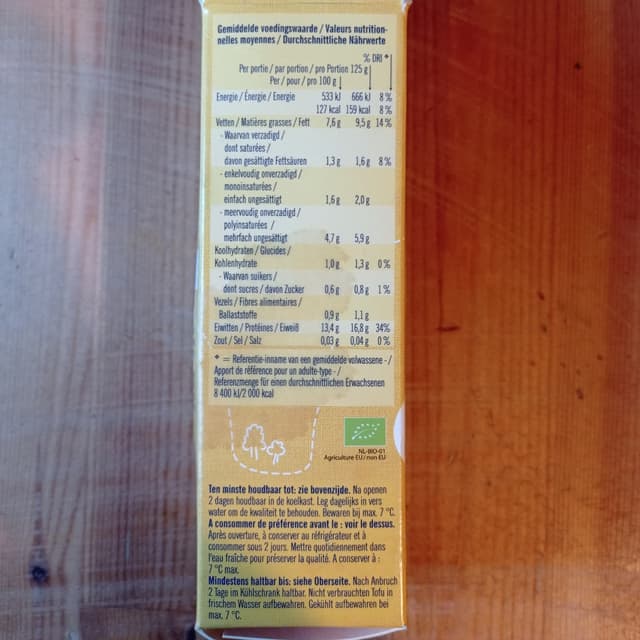 Gemiddelde voedingswaarde / Valeurs nutrition-
nelles moyennes / Durchschnittliche Nährwerte
% DRI *
Per portie / par portion / pro Portion 125 g
Per / pour / pro 100 g
Energie / Énergie / Energie 533 kJ 666 kJ 8 %
127 kcal 159 kcal 8 %
Vetten / Matières grasses / Fett 7,6 g 9,5 g 14 %
- Waarvan verzadigd /
dont saturées /
davon gesättigte Fettsäuren 1,3 g 1,6 g 8 %
- enkelvoudig onverzadigd /
monoinsaturées /
einfach ungesättigt 1,6 g 2,0 g
- meervoudig onverzadigd /
polyinsaturées /
mehrfach ungesättigt 4,7 g 5,9 g
Koolhydraten / Glucides /
Kohlenhydrate 1,0 g 1,3 g 0 %
- Waarvan suikers /
dont sucres / davon Zucker 0,6 g 0,8 g 1 %
Vezels / Fibres alimentaires /
Ballaststoffe 0,9 g 1,1 g
Eiwitten / Protéines / Eiweiß 13,4 g 16,8 g 34%
Zout / Sel / Salz 0,03 g 0,04 g 0 %
* = Referentie-inname van een gemiddelde volwassene - /
Apport de référence pour un adulte-type - /
Referenzmenge für einen durchschnittlichen Erwachsenen
8 400 kJ/2 000 kcal
NL-BIO-01
Agriculture EU / non EU
Ten minste houdbaar tot: zie bovenzijde. Na openen
2 dagen houdbaar in de koelkast. Leg dagelijks in vers
water om de kwaliteit te behouden. Bewaren bij max. 7 °C.
A consommer de préférence avant le : voir le dessus.
Après ouverture, à conserver au réfrigérateur et à
consommer sous 2 jours. Mettre quotidiennement dans
l'eau fraîche pour préserver la qualité. A conserver à :
7 °C max.
Mindestens haltbar bis: siehe Oberseite. Nach Anbruch
2 Tage im Kühlschrank haltbar. Nicht verbrauchten Tofu in
frischem Wasser aufbewahren. Gekühlt aufbewahren bei
max. 7 °C.